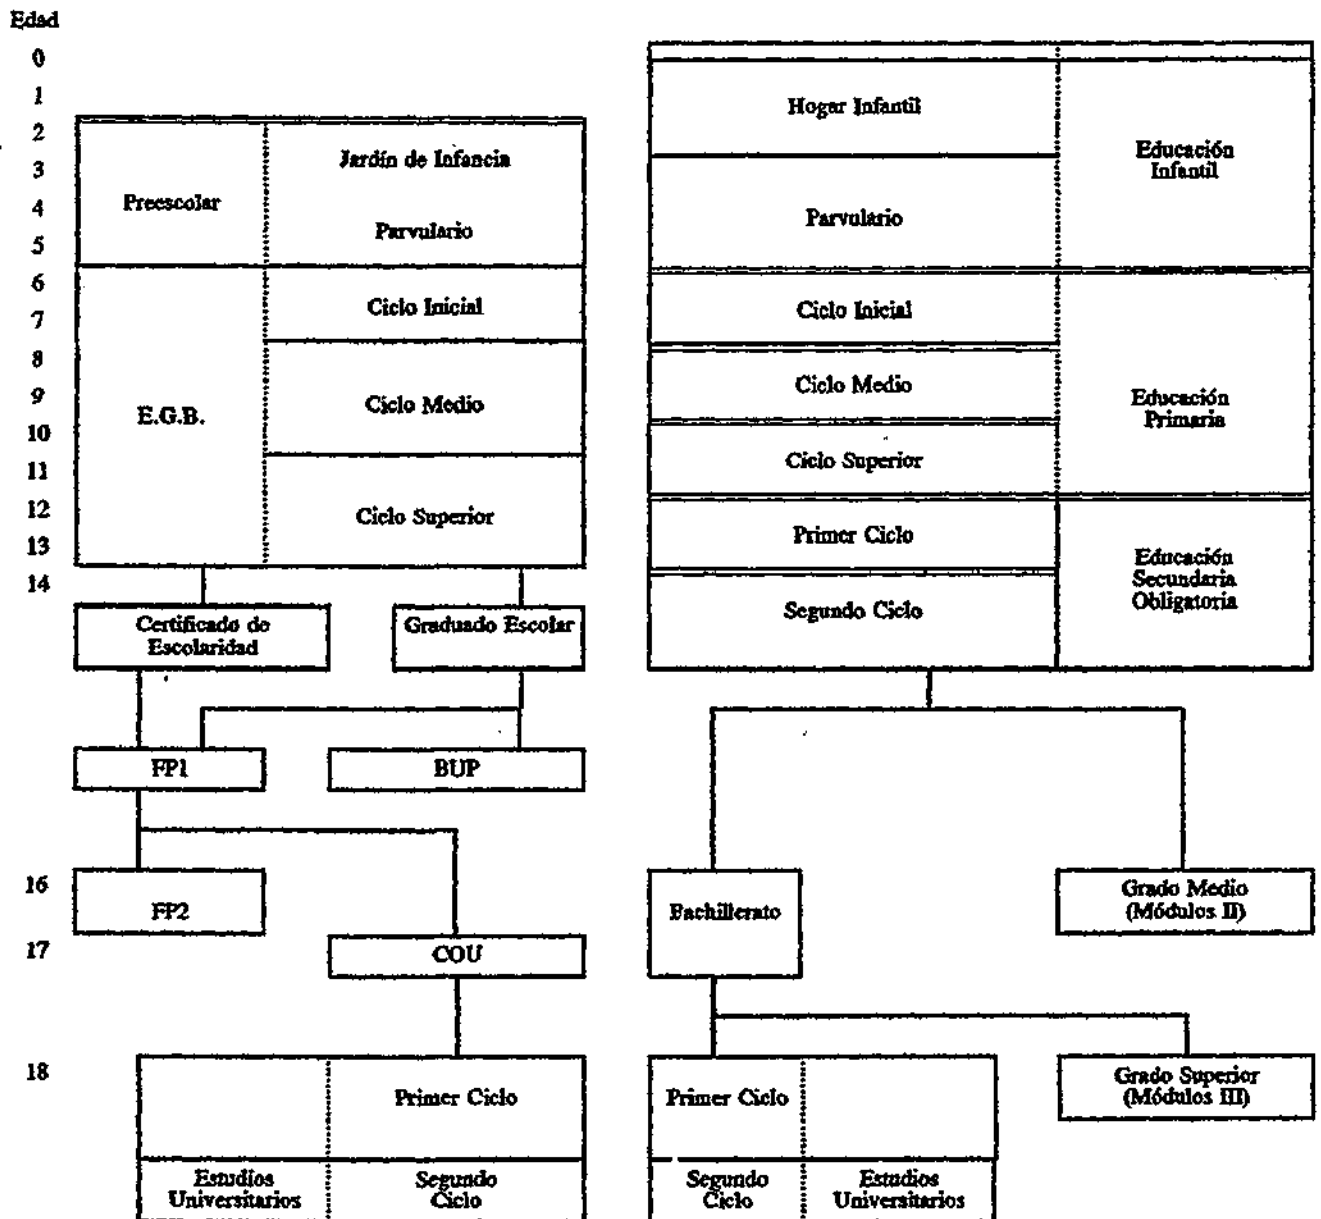 Edad
0
1
2
3
4
5
6
7
8
9
10
11
12
13
14
16
17
18
Preescolar
Jardín de Infancia
Parvulario
E.G.B.
Ciclo Inicial
Ciclo Medio
Ciclo Superior
Certificado de
Escolaridad
Graduado Escolar
FP1
BUP
FP2
COU
Primer Ciclo
Estudios
Universitarios
Segundo
Ciclo
Hogar Infantil
Parvulario
Educación
Infantil
Ciclo Inicial
Ciclo Medio
Ciclo Superior
Educación
Primaria
Primer Ciclo
Segundo Ciclo
Educación
Secundaria
Obligatoria
Bachillerato
Grado Medio
(Módulos II)
Grado Superior
(Módulos III)
Primer Ciclo
Segundo
Ciclo
Estudios
Universitarios